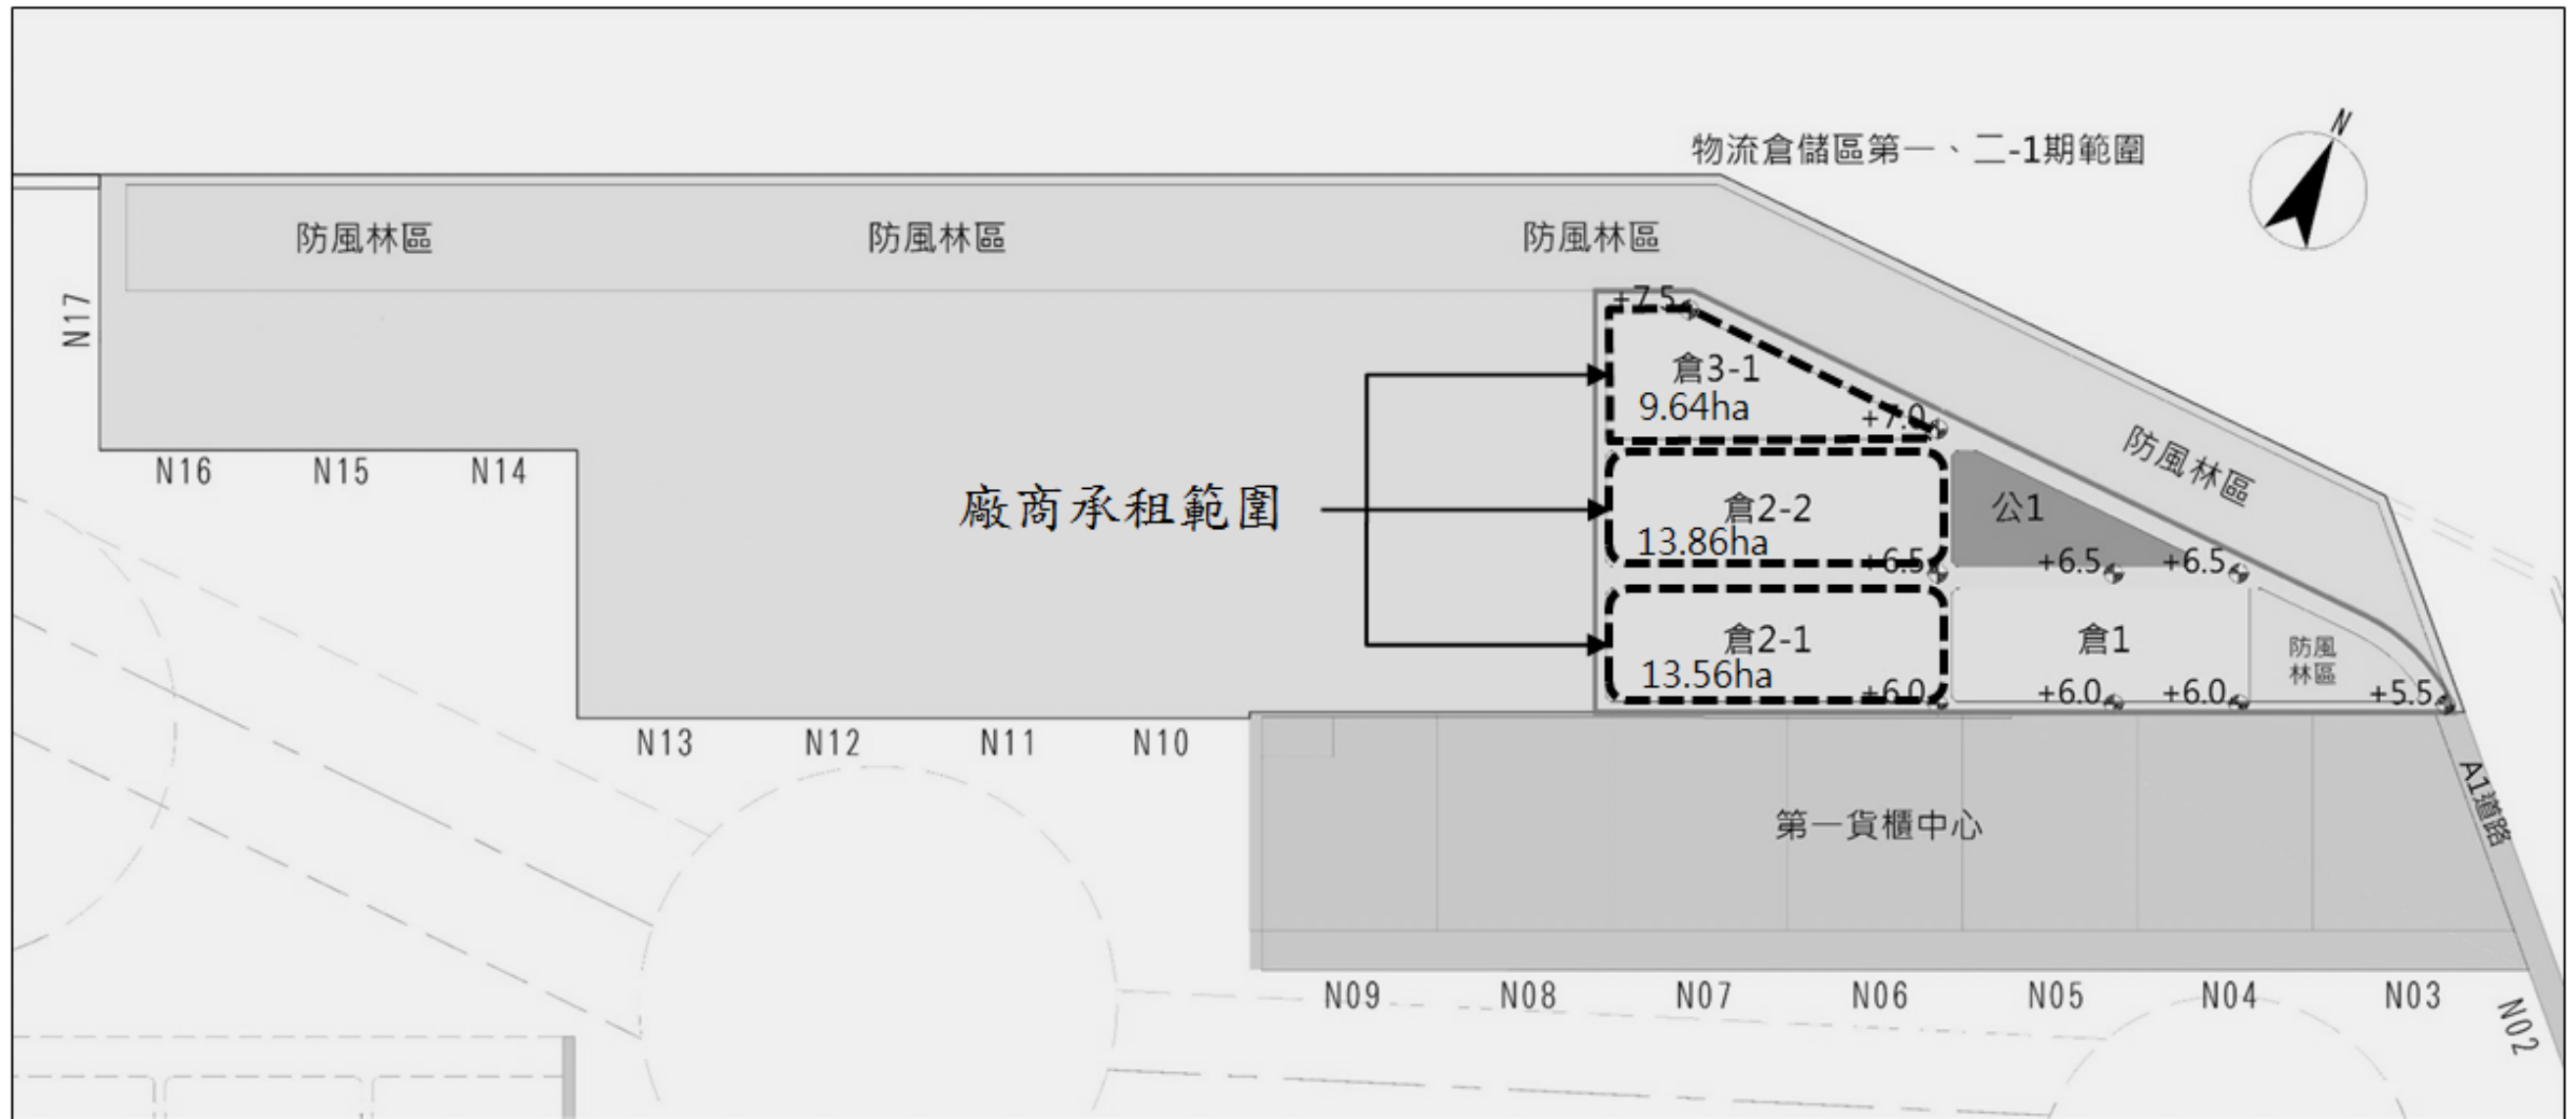 N
物流倉儲區第一、二-1期範圍
防風林區
防風林區
防風林區
N17
+7.5
倉3-1
9.64ha
+7.0
防風林區
N16
N15
N14
廠商承租範圍
倉2-2
13.86ha
+6.5
公1
+6.5
+6.5
倉2-1
13.56ha
+6.0
倉1
+6.0
+6.0
防風
林區
+5.5
N13
N12
N11
N10
A1道路
第一貨櫃中心
N09
N08
N07
N06
N05
N04
N03
N02